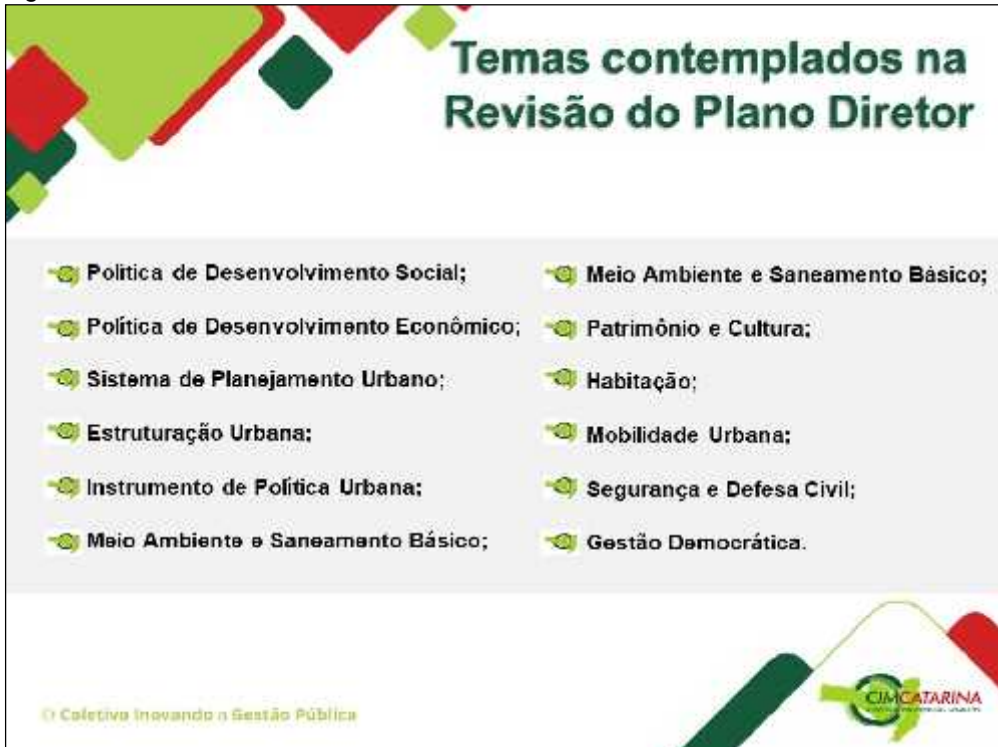 Temas contemplados na
Revisão do Plano Diretor
Política de Desenvolvimento Social;
Política de Desenvolvimento Econômico;
Sistema de Planejamento Urbano;
Estruturação Urbana;
Instrumento de Política Urbana;
Meio Ambiente e Saneamento Básico;
Meio Ambiente e Saneamento Básico;
Patrimônio e Cultura;
Habitação;
Mobilidade Urbana;
Segurança e Defesa Civil;
Gestão Democrática.
O Coletivo Inovando a Gestão Pública
CIMCATARINA